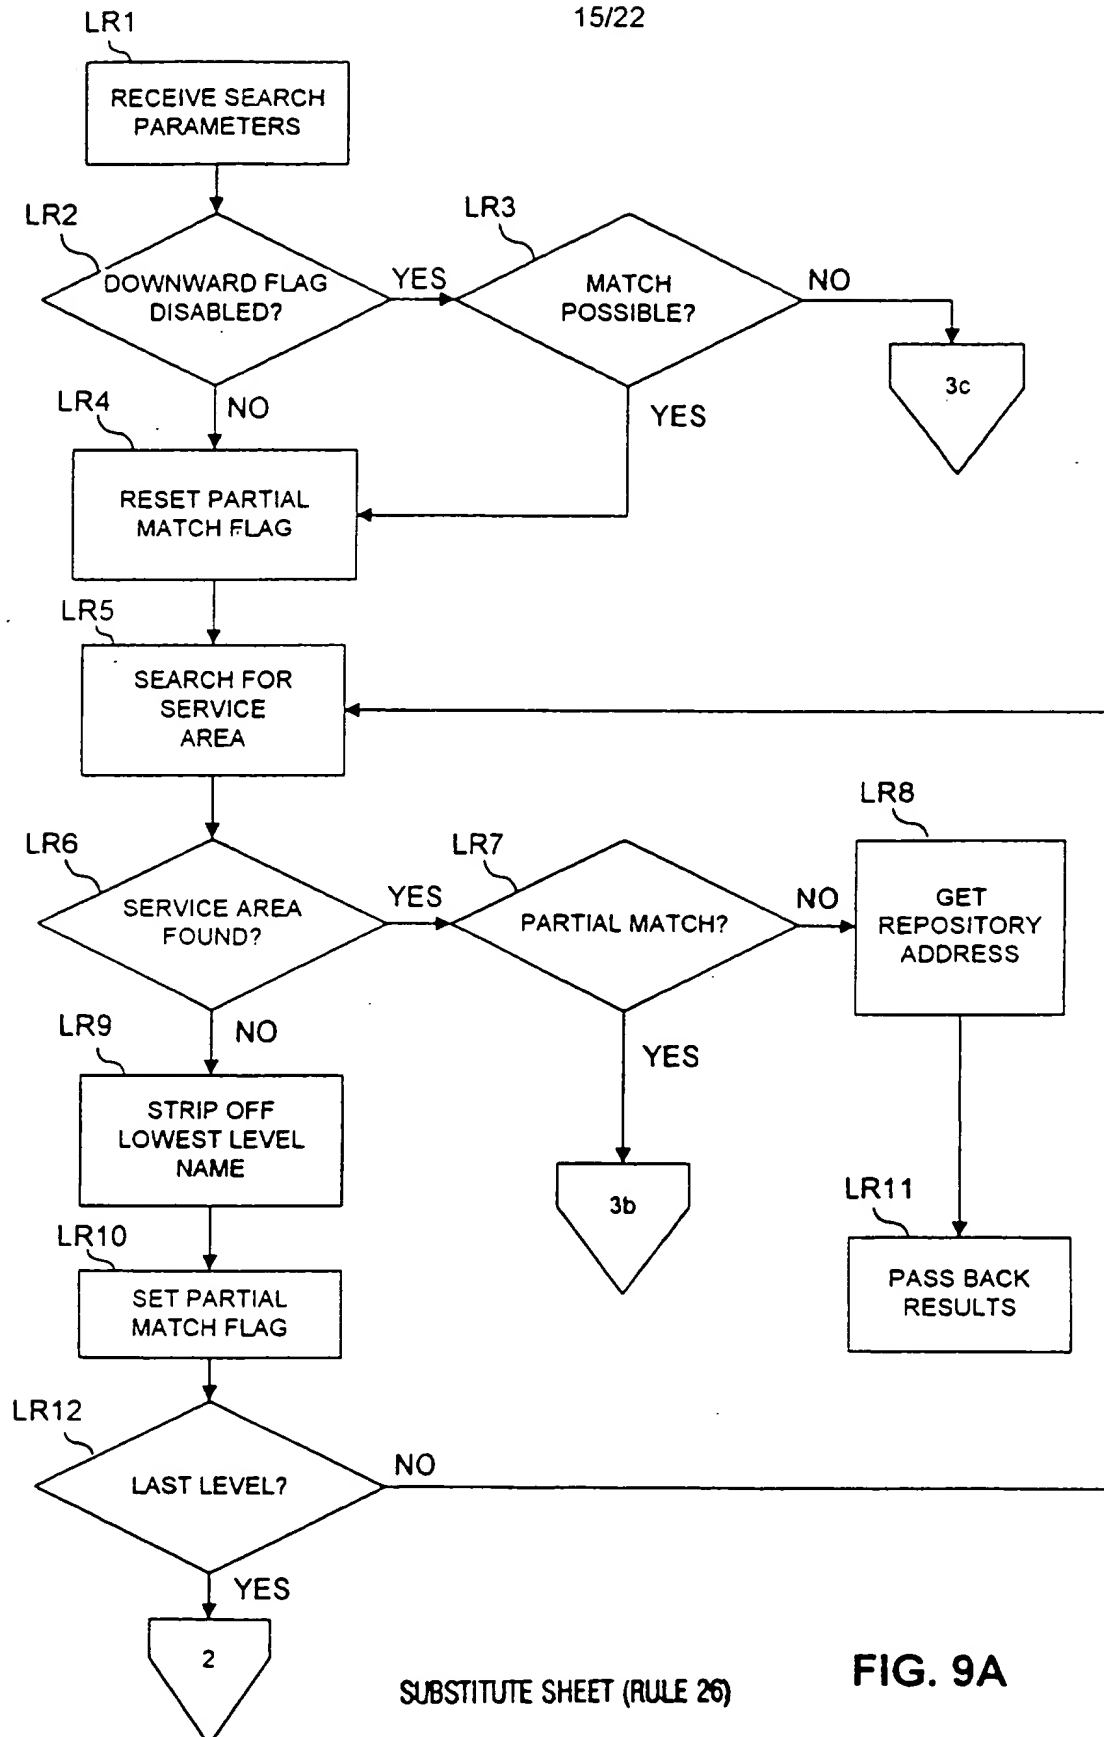 15/22
LR1
RECEIVE SEARCH
PARAMETERS
LR2
DOWNWARD FLAG
DISABLED?
YES
LR3
MATCH
POSSIBLE?
NO
3c
NO
YES
LR4
RESET PARTIAL
MATCH FLAG
LR5
SEARCH FOR
SERVICE
AREA
LR6
SERVICE AREA
FOUND?
YES
LR7
PARTIAL MATCH?
NO
LR8
GET
REPOSITORY
ADDRESS
NO
YES
LR9
STRIP OFF
LOWEST LEVEL
NAME
3b
LR11
PASS BACK
RESULTS
LR10
SET PARTIAL
MATCH FLAG
LR12
LAST LEVEL?
NO
YES
2
SUBSTITUTE SHEET (RULE 26)
FIG. 9A